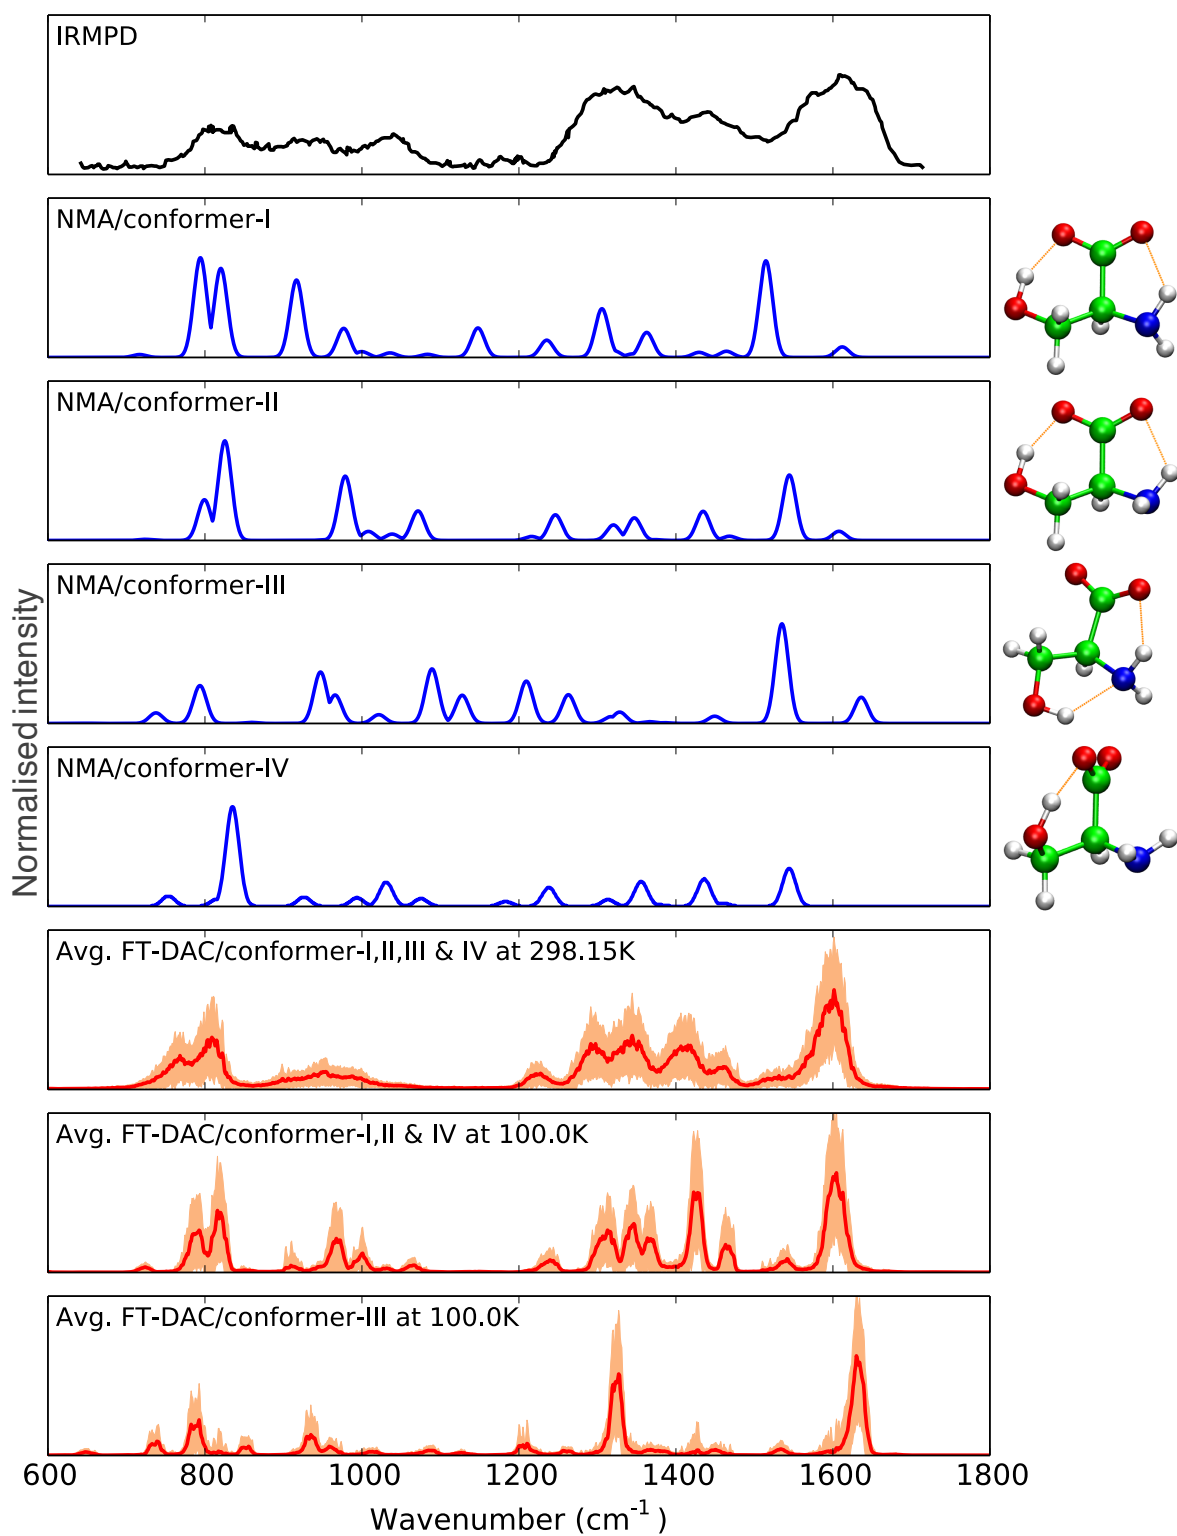 IRMPD
NMA/conformer-I
NMA/conformer-II
NMA/conformer-III
NMA/conformer-IV
Avg. FT-DAC/conformer-I,II,III & IV at 298.15K
Avg. FT-DAC/conformer-I,II & IV at 100.0K
Avg. FT-DAC/conformer-III at 100.0K
Normalised intensity
600 800 1000 1200 1400 1600 1800
Wavenumber (cm⁻¹)